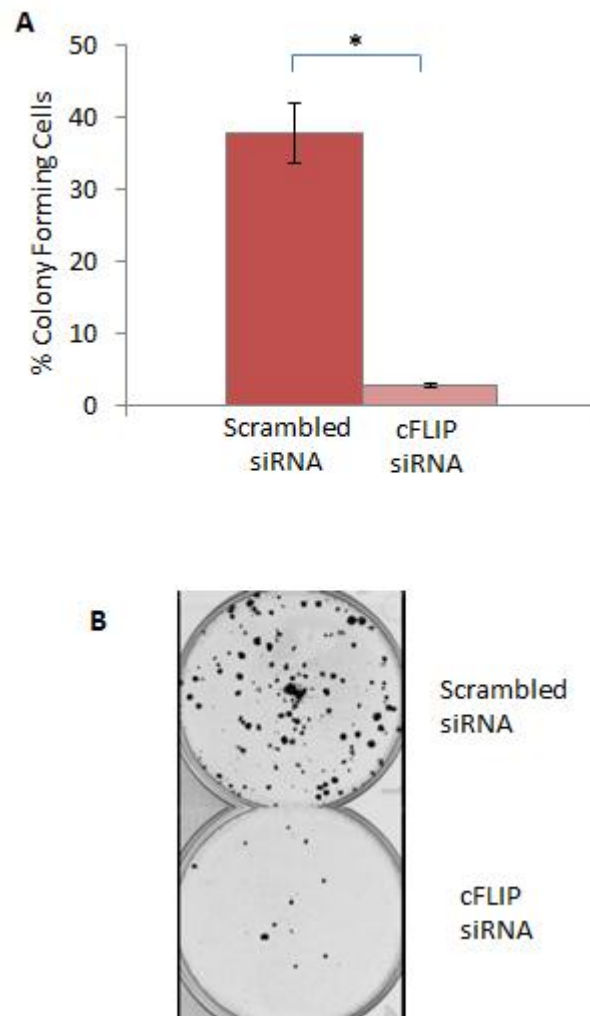 A
*
50
40
30
20
10
0
% Colony Forming Cells
Scrambled
siRNA
cFLIP
siRNA
B
Scrambled
siRNA
cFLIP
siRNA